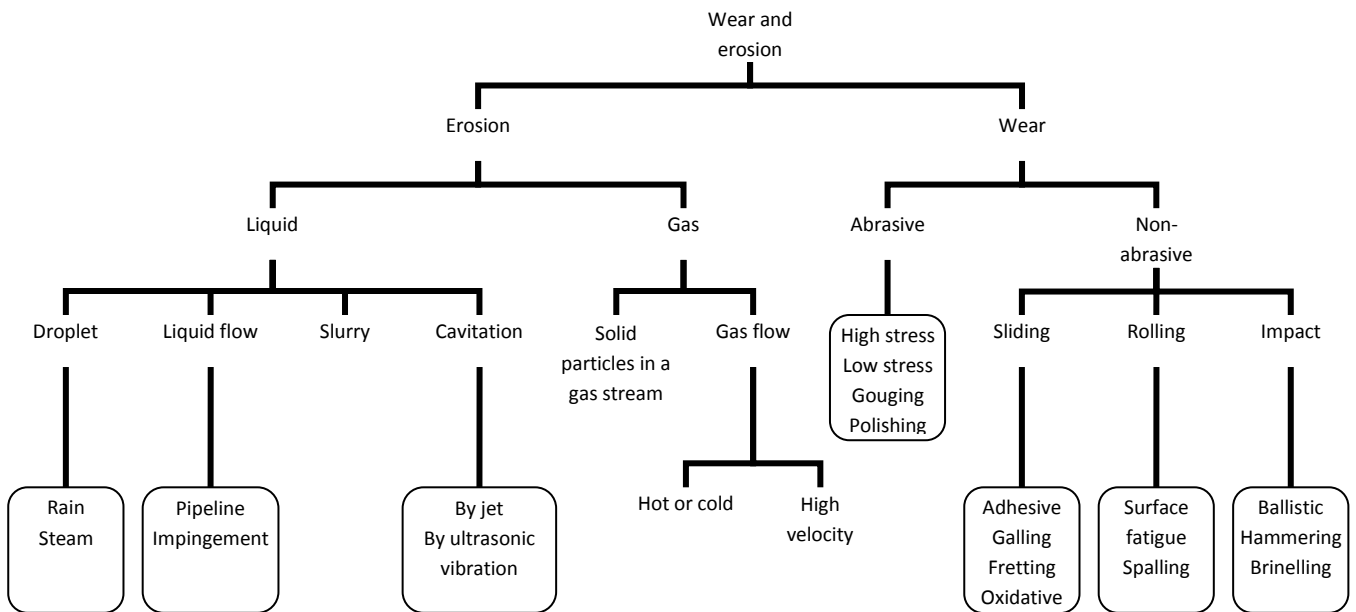 Wear and
erosion
Erosion
Wear
Liquid
Gas
Abrasive
Non-
abrasive
Droplet
Liquid flow
Slurry
Cavitation
Solid
particles in a
gas stream
Gas flow
High stress
Low stress
Gouging
Polishing
Sliding
Rolling
Impact
Rain
Steam
Pipeline
Impingement
By jet
By ultrasonic
vibration
Hot or cold
High
velocity
Adhesive
Galling
Fretting
Oxidative
Surface
fatigue
Spalling
Ballistic
Hammering
Brinelling